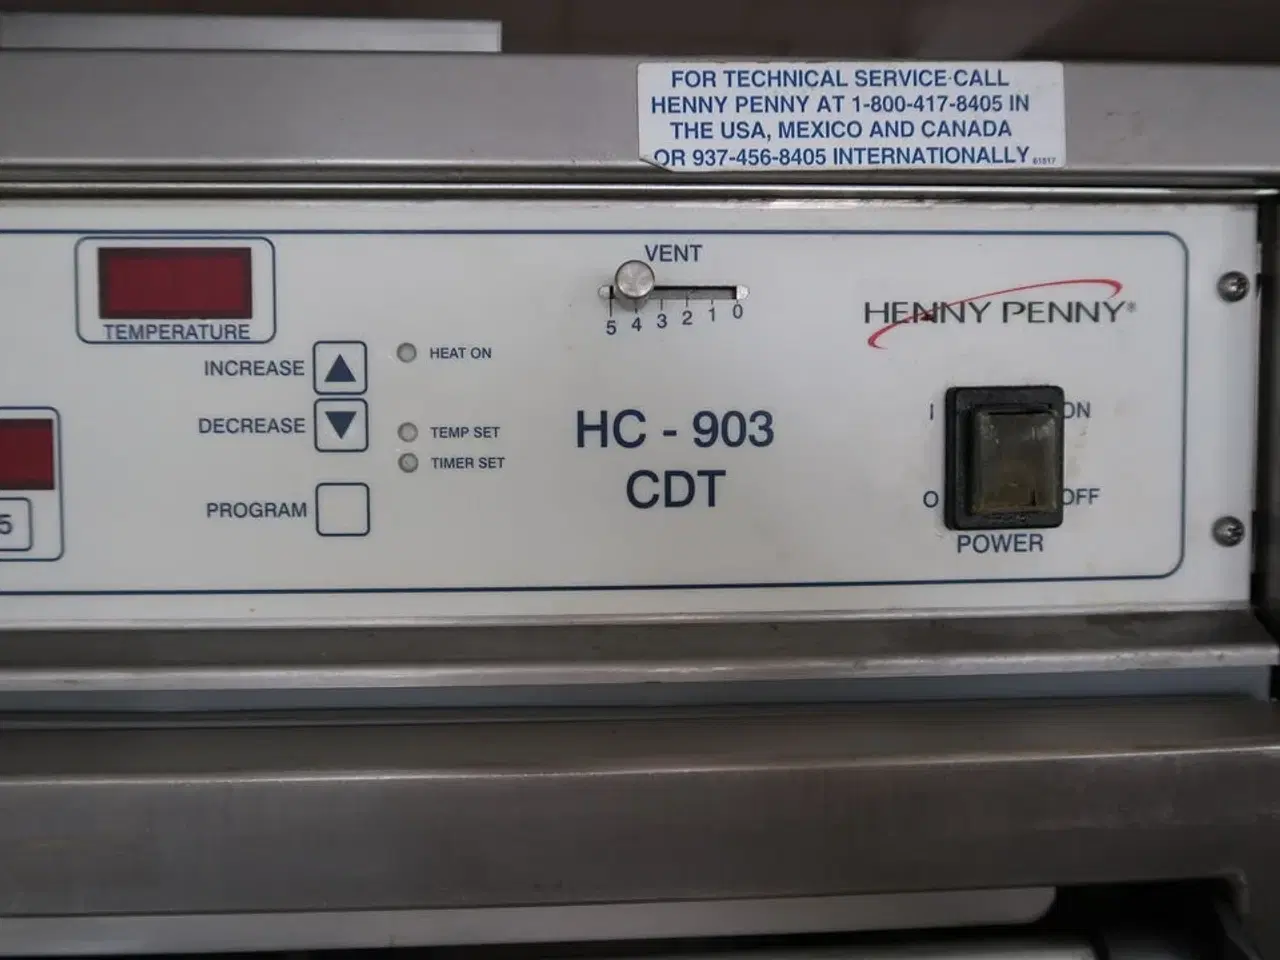 FOR TECHNICAL SERVICE CALL
HENNY PENNY AT 1-800-417-8405 IN
THE USA, MEXICO AND CANADA
OR 937-456-8405 INTERNATIONALLY
TEMPERATURE
INCREASE
DECREASE
PROGRAM
HEAT ON
TEMP SET
TIMER SET
5
VENT
5 4 3 2 1 0
HC - 903
CDT
HENNY PENNY®
I ON
O OFF
POWER